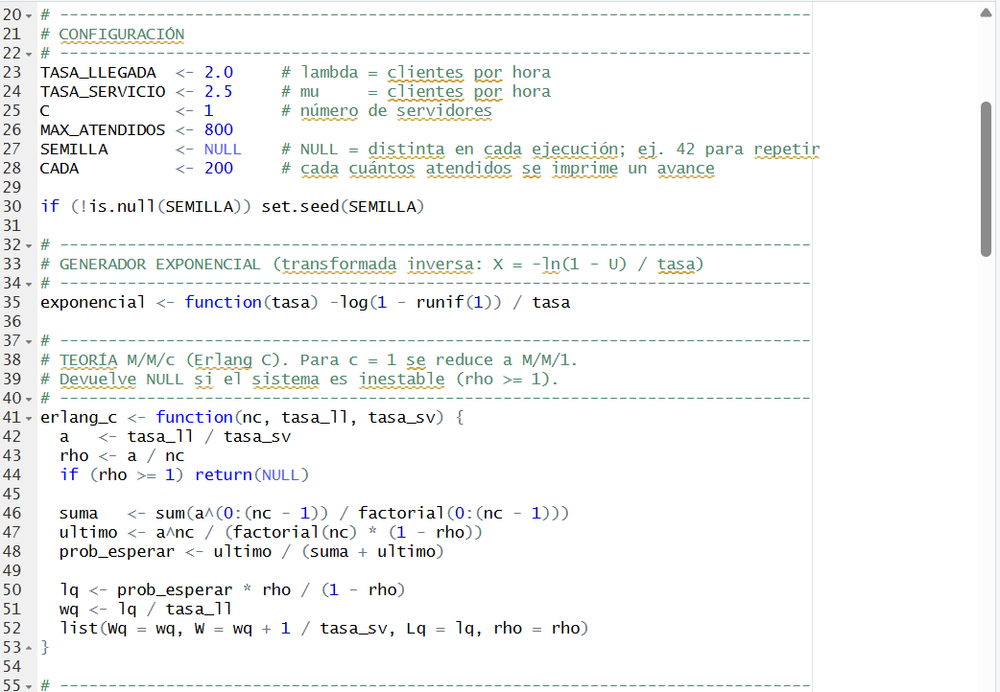 20 # ------------------------------------------------------------------------------
21 # CONFIGURACIÓN
22 # ------------------------------------------------------------------------------
23 TASA_LLEGADA  <- 2.0     # lambda = clientes por hora
24 TASA_SERVICIO <- 2.5     # mu     = clientes por hora
25 C             <- 1       # número de servidores
26 MAX_ATENDIDOS <- 800
27 SEMILLA       <- NULL    # NULL = distinta en cada ejecución; ej. 42 para repetir
28 CADA          <- 200     # cada cuántos atendidos se imprime un avance
29
30 if (!is.null(SEMILLA)) set.seed(SEMILLA)
31
32 # ------------------------------------------------------------------------------
33 # GENERADOR EXPONENCIAL (transformada inversa: X = -ln(1 - U) / tasa)
34 # ------------------------------------------------------------------------------
35 exponencial <- function(tasa) -log(1 - runif(1)) / tasa
36
37 # ------------------------------------------------------------------------------
38 # TEORÍA M/M/c (Erlang C). Para c = 1 se reduce a M/M/1.
39 # Devuelve NULL si el sistema es inestable (rho >= 1).
40 # ------------------------------------------------------------------------------
41 erlang_c <- function(nc, tasa_ll, tasa_sv) {
42   a   <- tasa_ll / tasa_sv
43   rho <- a / nc
44   if (rho >= 1) return(NULL)
45
46   suma   <- sum(a^(0:(nc - 1)) / factorial(0:(nc - 1)))
47   ultimo <- a^nc / (factorial(nc) * (1 - rho))
48   prob_esperar <- ultimo / (suma + ultimo)
49
50   lq <- prob_esperar * rho / (1 - rho)
51   wq <- lq / tasa_ll
52   list(Wq = wq, W = wq + 1 / tasa_sv, Lq = lq, rho = rho)
53 }
54
55 # ------------------------------------------------------------------------------